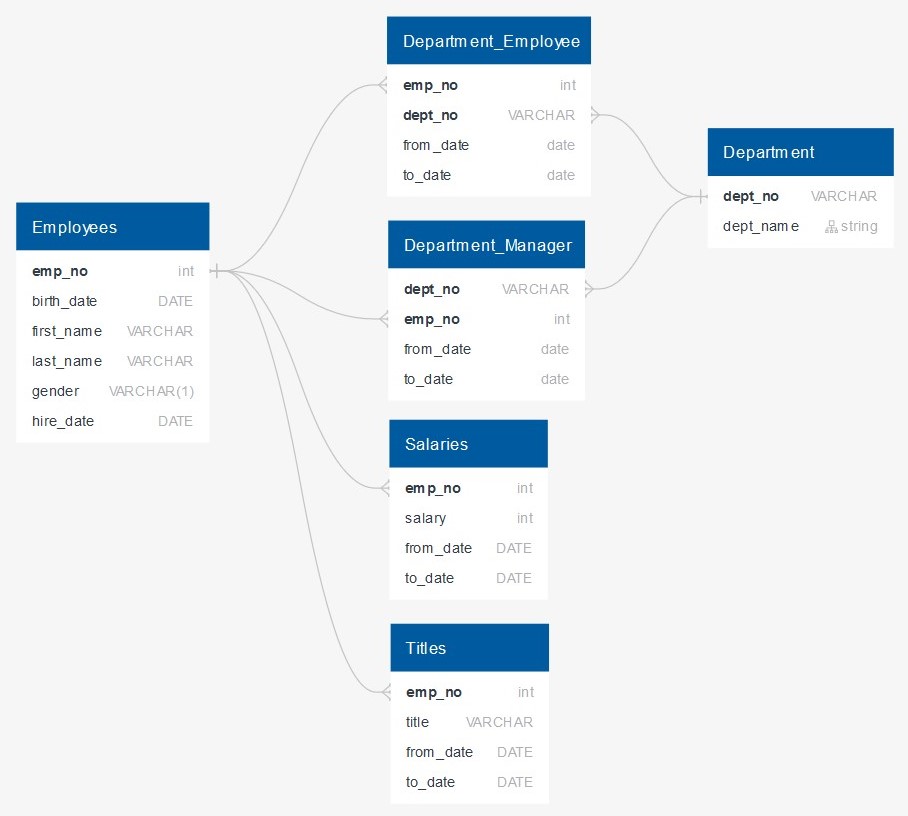 Department_Employee
emp_no int
dept_no VARCHAR
from_date date
to_date date
Department
dept_no VARCHAR
dept_name string
Employees
emp_no int
birth_date DATE
first_name VARCHAR
last_name VARCHAR
gender VARCHAR(1)
hire_date DATE
Department_Manager
dept_no VARCHAR
emp_no int
from_date date
to_date date
Salaries
emp_no int
salary int
from_date DATE
to_date DATE
Titles
emp_no int
title VARCHAR
from_date DATE
to_date DATE